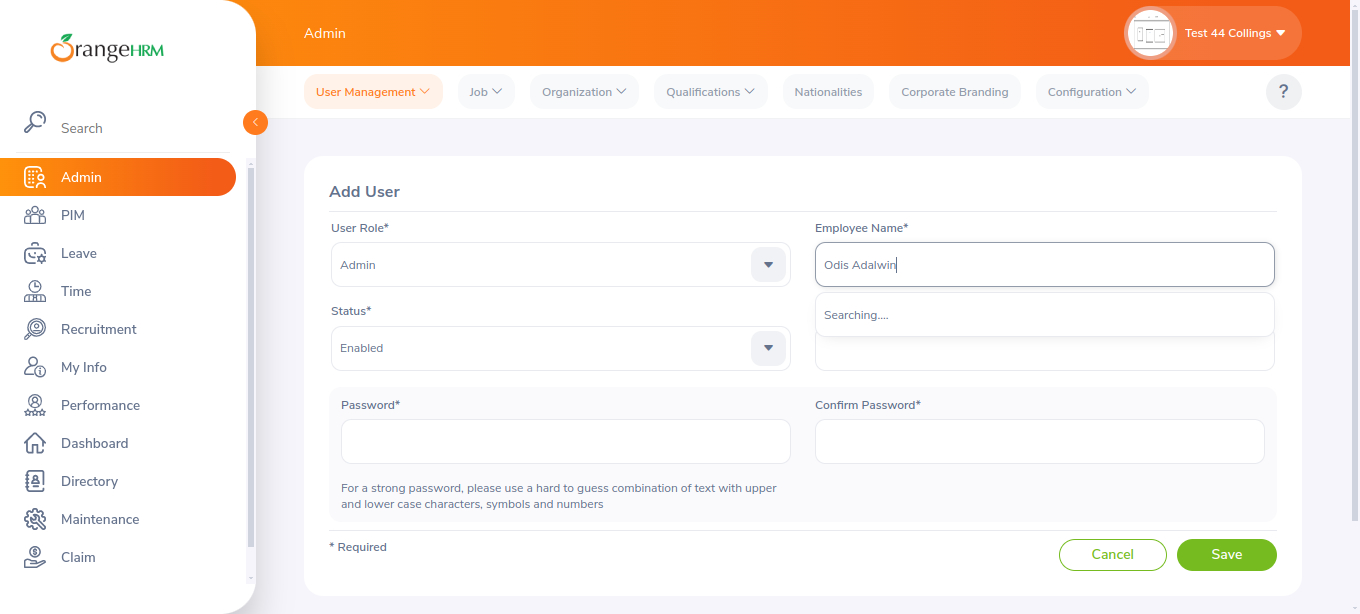 OrangeHRM
Search
Admin
PIM
Leave
Time
Recruitment
My Info
Performance
Dashboard
Directory
Maintenance
Claim
Admin
Test 44 Collings
User Management
Job
Organization
Qualifications
Nationalities
Corporate Branding
Configuration
?
Add User
User Role*
Admin
Employee Name*
Odis Adalwin
Searching....
Status*
Enabled
Password*
Confirm Password*
For a strong password, please use a hard to guess combination of text with upper
and lower case characters, symbols and numbers
* Required
Cancel
Save